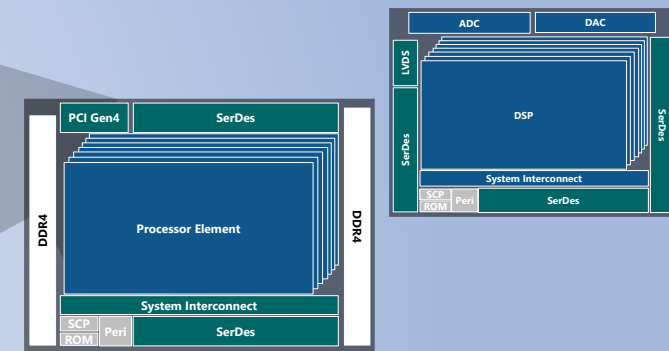 ADC
DAC
LVDS
SerDes
DSP
SerDes
System Interconnect
SCP
ROM
Peri
SerDes
PCI Gen4
SerDes
DDR4
Processor Element
DDR4
System Interconnect
SCP
ROM
Peri
SerDes